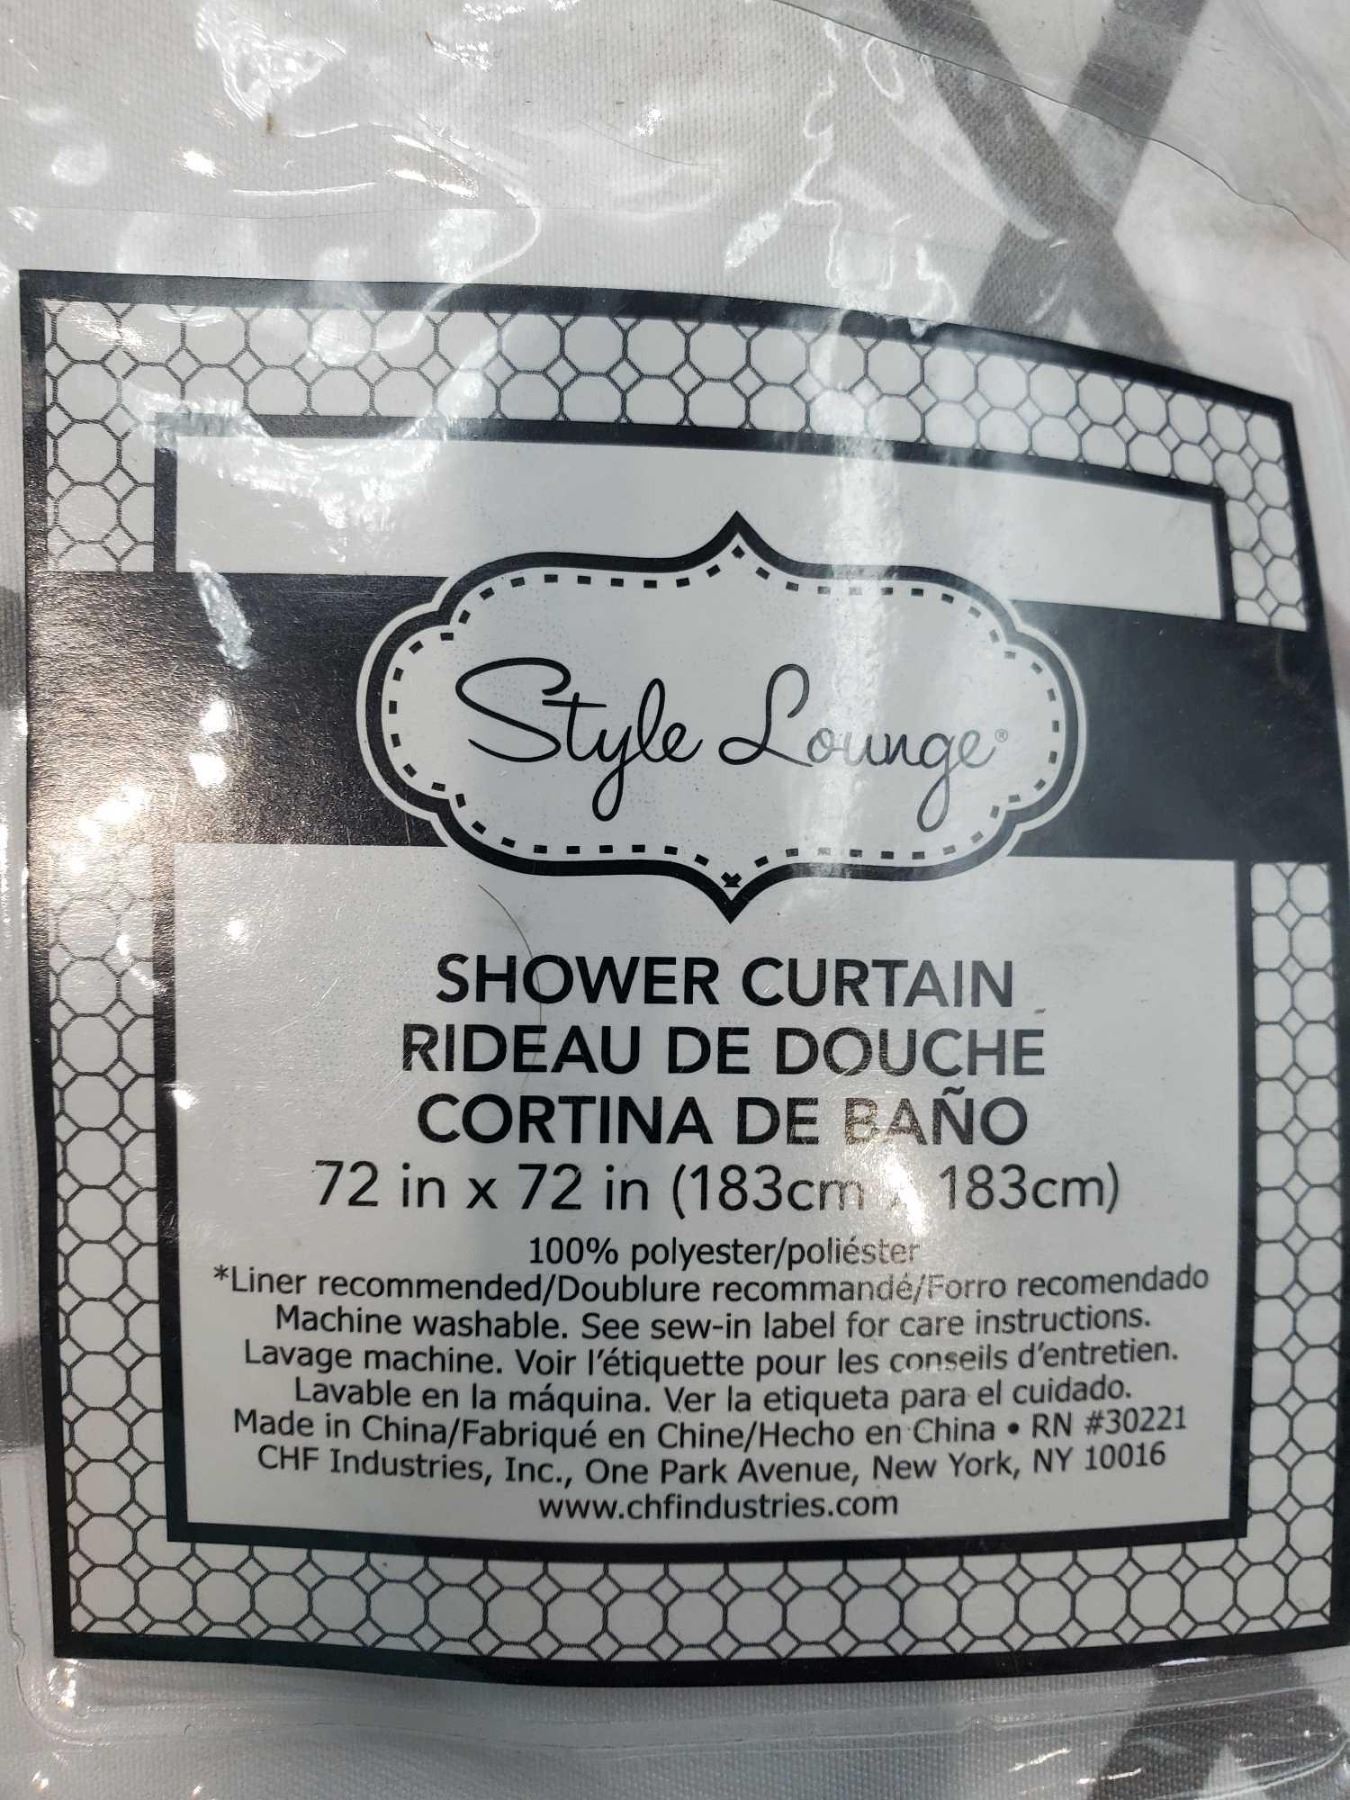 Style Lounge®
SHOWER CURTAIN
RIDEAU DE DOUCHE
CORTINA DE BAÑO
72 in x 72 in (183cm x 183cm)
100% polyester/poliéster
*Liner recommended/Doublure recommandé/Forro recomendado
Machine washable. See sew-in label for care instructions.
Lavage machine. Voir l'étiquette pour les conseils d'entretien.
Lavable en la máquina. Ver la etiqueta para el cuidado.
Made in China/Fabriqué en Chine/Hecho en China • RN #30221
CHF Industries, Inc., One Park Avenue, New York, NY 10016
www.chfindustries.com